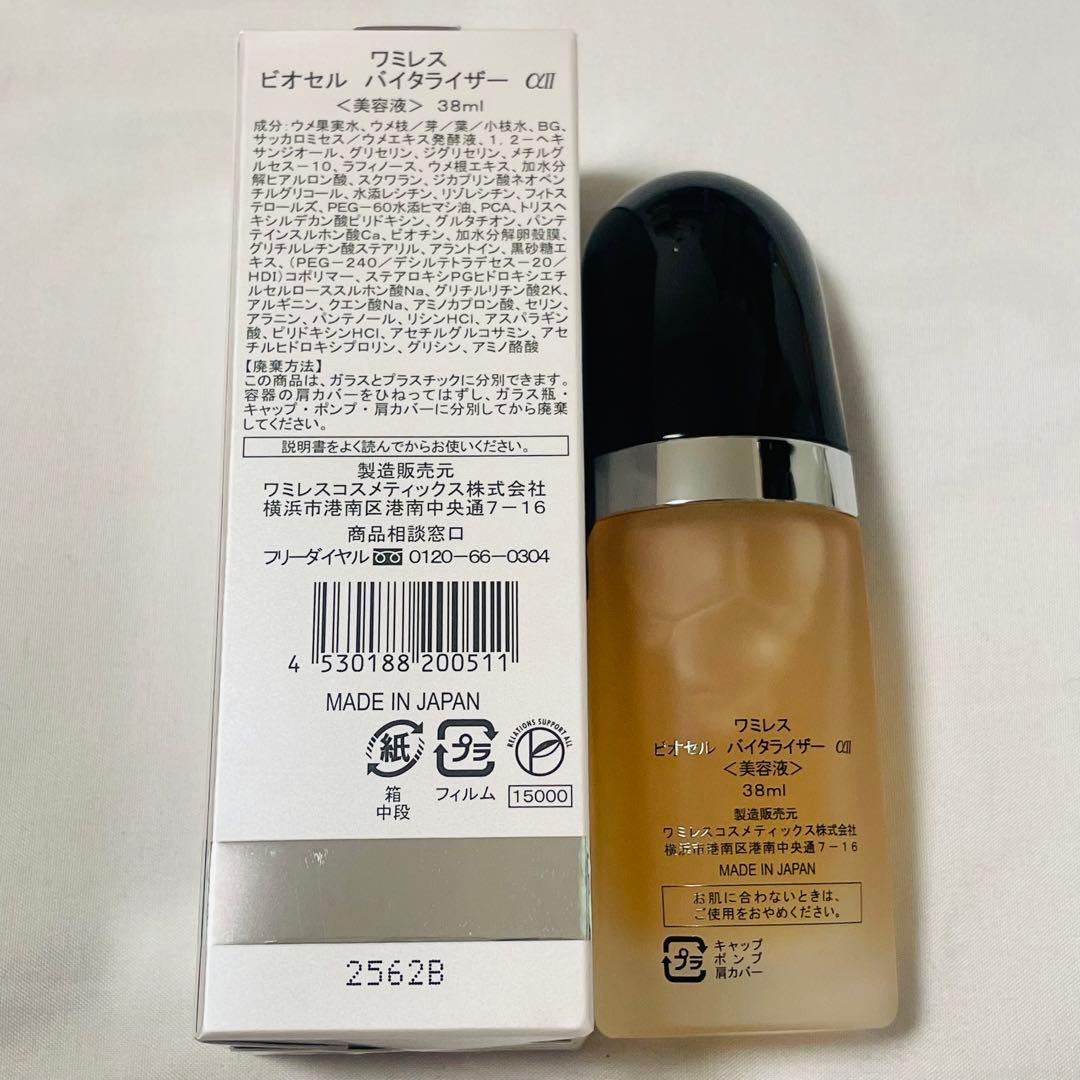 ワミレス
ビオセル バイタライザー αII
＜美容液＞ 38ml
成分：ウメ果実水、ウメ枝／芽／葉／小枝水、BG、
サッカロミセス／ウメエキス発酵液、1，2－ヘキ
サンジオール、グリセリン、ジグリセリン、メチルグ
ルセス－10、ラフィノース、ウメ根エキス、加水分
解ヒアルロン酸、スクワラン、ジカプリン酸ネオペン
チルグリコール、水添レシチン、リゾレシチン、フィトス
テロールズ、PEG－60水添ヒマシ油、PCA、トリスヘ
キシルデカン酸ピリドキシン、グルタチオン、パンテ
テインスルホン酸Ca、ビオチン、加水分解卵殻膜、
グリチルレチン酸ステアリル、アラントイン、黒砂糖エ
キス、（PEG－240／デシルテトラデセス－20／
HDI）コポリマー、ステアロキシPGヒドロキシエチ
ルセルローススルホン酸Na、グリチルリチン酸2K、
アルギニン、クエン酸Na、アミノカプロン酸、セリン、
アラニン、パンテノール、リシンHCl、アスパラギン
酸、ピリドキシンHCl、アセチルグルコサミン、アセ
チルヒドロキシプロリン、グリシン、アミノ酪酸
【廃棄方法】
この商品は、ガラスとプラスチックに分別できます。
容器の肩カバーをひねってはずし、ガラス瓶・
キャップ・ポンプ・肩カバーに分別してから廃棄
してください。
説明書をよく読んでからお使いください。
製造販売元
ワミレスコスメティックス株式会社
横浜市港南区港南中央通7－16
商品相談窓口
フリーダイヤル 0120－66－0304
4 530188 200511
MADE IN JAPAN
紙
プラ
RELATIONS SUPPORT ALL
箱
中段
フィルム
15000
2562B
ワミレス
ビオセル バイタライザー αII
＜美容液＞
38ml
製造販売元
ワミレスコスメティックス株式会社
横浜市港南区港南中央通7－16
MADE IN JAPAN
お肌に合わないときは、
ご使用をおやめください。
プラ
キャップ
ポンプ
肩カバー